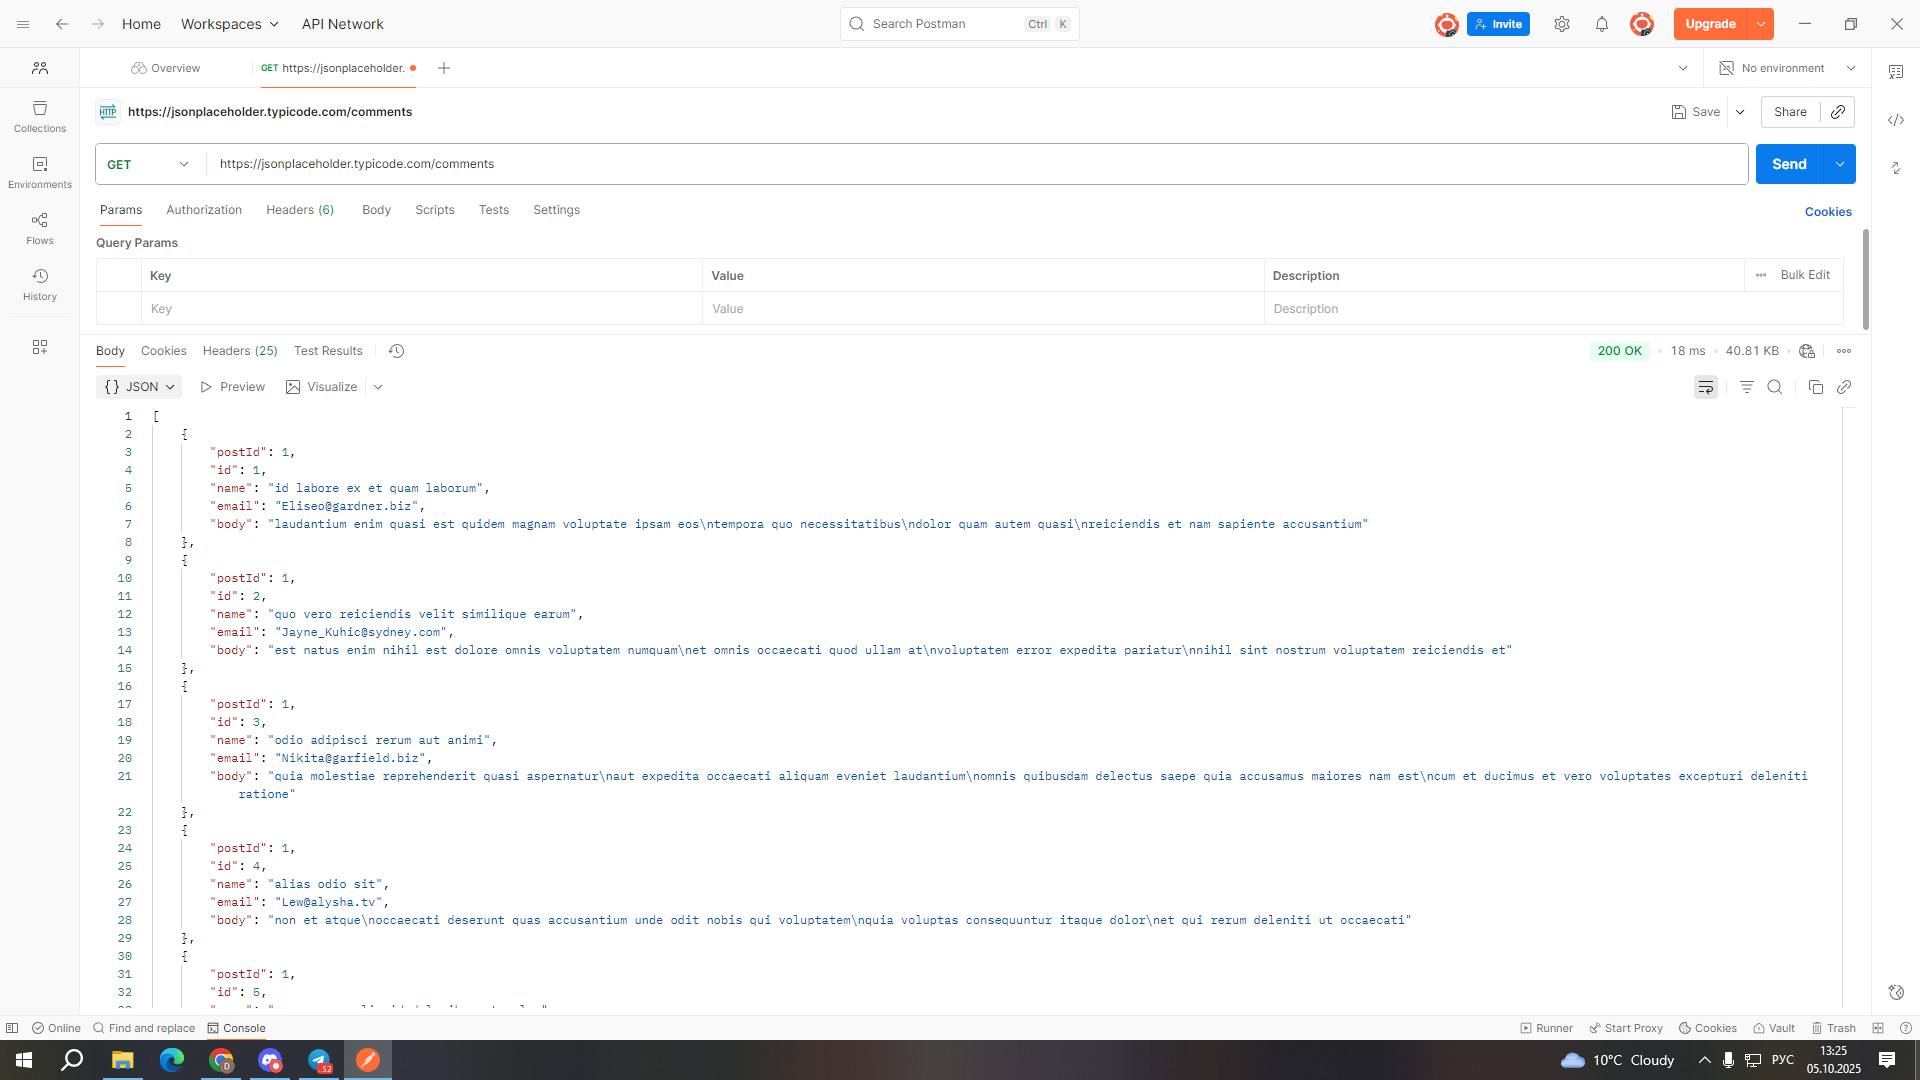 Home Workspaces API Network Search Postman Ctrl K Invite Upgrade
Overview GET https://jsonplaceholder. No environment
HTTP https://jsonplaceholder.typicode.com/comments Save Share
GET https://jsonplaceholder.typicode.com/comments Send
Collections
Environments
Flows
History
Params Authorization Headers (6) Body Scripts Tests Settings Cookies
Query Params
Key Value Description Bulk Edit
Key Value Description
Body Cookies Headers (25) Test Results 200 OK 18 ms 40.81 KB
{} JSON Preview Visualize
1 [
2 {
3 "postId": 1,
4 "id": 1,
5 "name": "id labore ex et quam laborum",
6 "email": "Eliseo@gardner.biz",
7 "body": "laudantium enim quasi est quidem magnam voluptate ipsam eos\ntempora quo necessitatibus\ndolor quam autem quasi\nreiciendis et nam sapiente accusantium"
8 },
9 {
10 "postId": 1,
11 "id": 2,
12 "name": "quo vero reiciendis velit similique earum",
13 "email": "Jayne_Kuhic@sydney.com",
14 "body": "est natus enim nihil est dolore omnis voluptatem numquam\net omnis occaecati quod ullam at\nvoluptatem error expedita pariatur\nnihil sint nostrum voluptatem reiciendis et"
15 },
16 {
17 "postId": 1,
18 "id": 3,
19 "name": "odio adipisci rerum aut animi",
20 "email": "Nikita@garfield.biz",
21 "body": "quia molestiae reprehenderit quasi aspernatur\naut expedita occaecati aliquam eveniet laudantium\nomnis quibusdam delectus saepe quia accusamus maiores nam est\ncum et ducimus et vero voluptates excepturi deleniti
ratione"
22 },
23 {
24 "postId": 1,
25 "id": 4,
26 "name": "alias odio sit",
27 "email": "Lew@alysha.tv",
28 "body": "non et atque\noccaecati deserunt quas accusantium unde odit nobis qui voluptatem\nquia voluptas consequuntur itaque dolor\net qui rerum deleniti ut occaecati"
29 },
30 {
31 "postId": 1,
32 "id": 5,
Online Find and replace Console Runner Start Proxy Cookies Vault Trash
52 10°C Cloudy РУС 13:25
05.10.2025